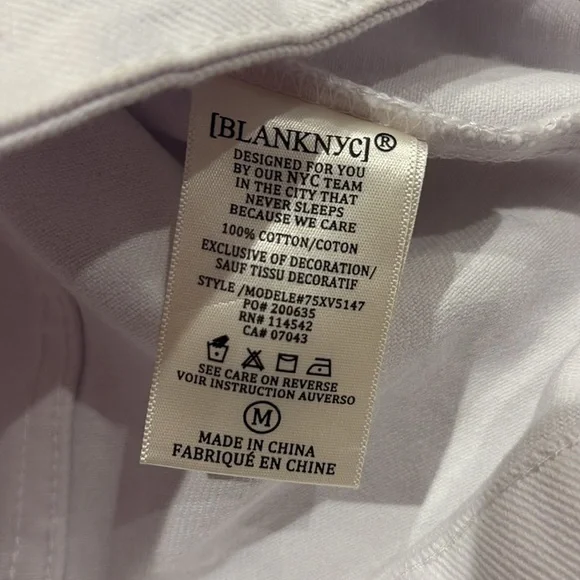 [BLANKNYC]®
DESIGNED FOR YOU
BY OUR NYC TEAM
IN THE CITY THAT
NEVER SLEEPS
BECAUSE WE CARE
100% COTTON/COTON
EXCLUSIVE OF DECORATION/
SAUF TISSU DECORATIF
STYLE /MODELE#75XV5147
PO# 200635
RN# 114542
CA# 07043
SEE CARE ON REVERSE
VOIR INSTRUCTION AUVERSO
M
MADE IN CHINA
FABRIQUÉ EN CHINE